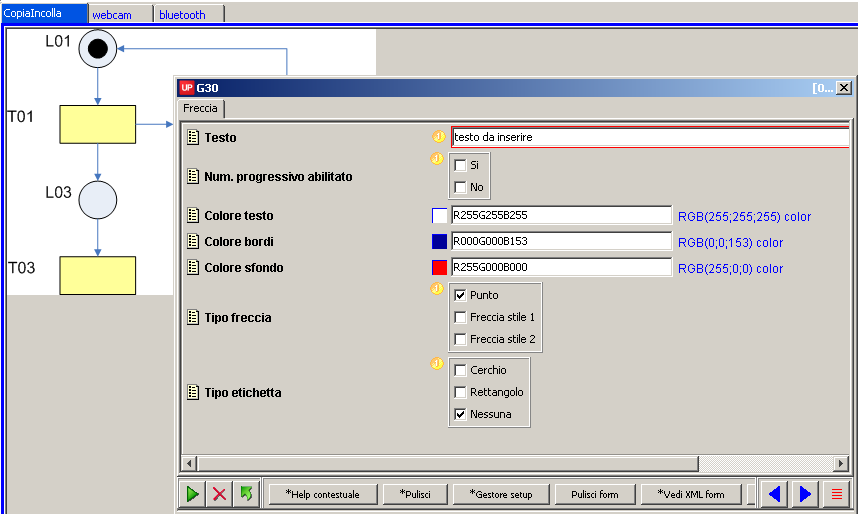 CopiaIncolla
webcam
bluetooth
L01
T01
L03
T03
UP G30
[0...
Freccia
Testo
testo da inserire
Num. progressivo abilitato
Si
No
Colore testo
R255G255B255
RGB(255;255;255) color
Colore bordi
R000G000B153
RGB(0;0;153) color
Colore sfondo
R255G000B000
RGB(255;0;0) color
Tipo freccia
Punto
Freccia stile 1
Freccia stile 2
Tipo etichetta
Cerchio
Rettangolo
Nessuna
*Help contestuale
*Pulisci
*Gestore setup
Pulisci form
*Vedi XML form